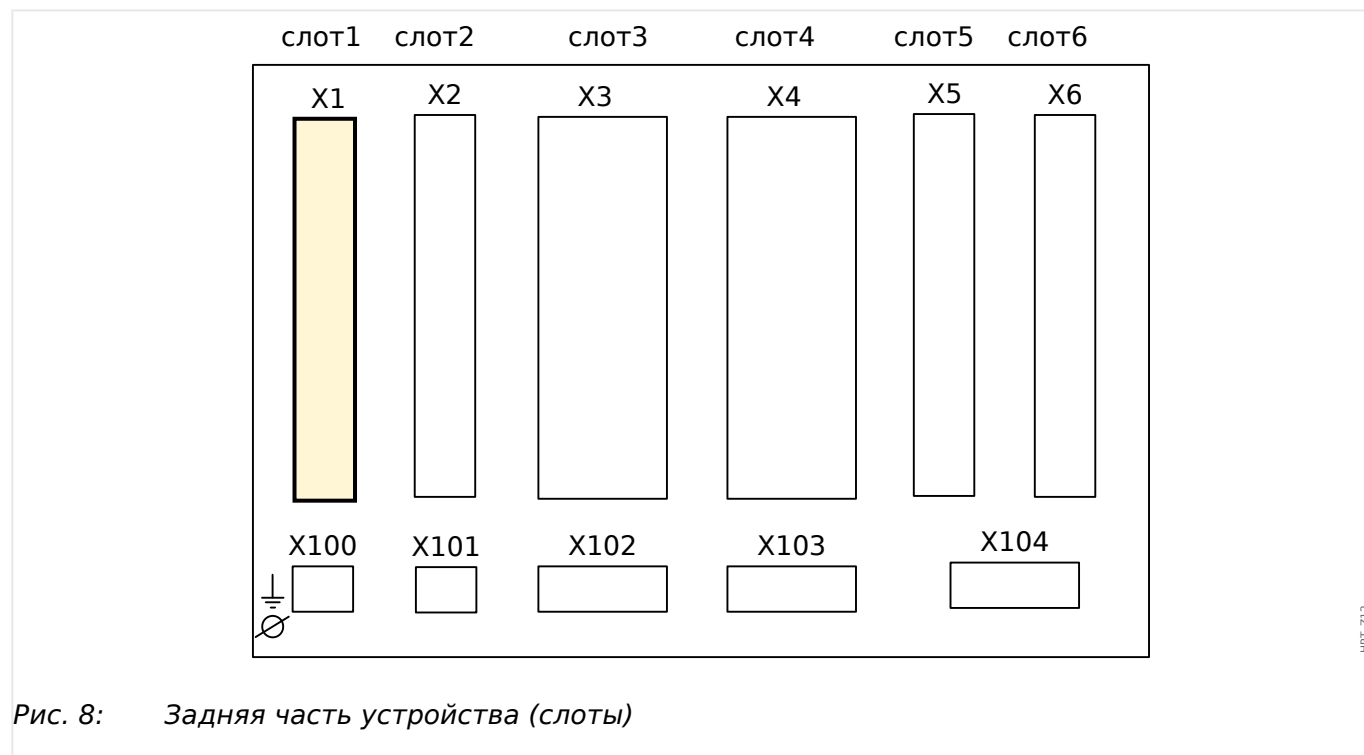 слот1 слот2 слот3 слот4 слот5 слот6
X1 X2 X3 X4 X5 X6
X100 X101 X102 X103 X104
Рис. 8: Задняя часть устройства (слоты)